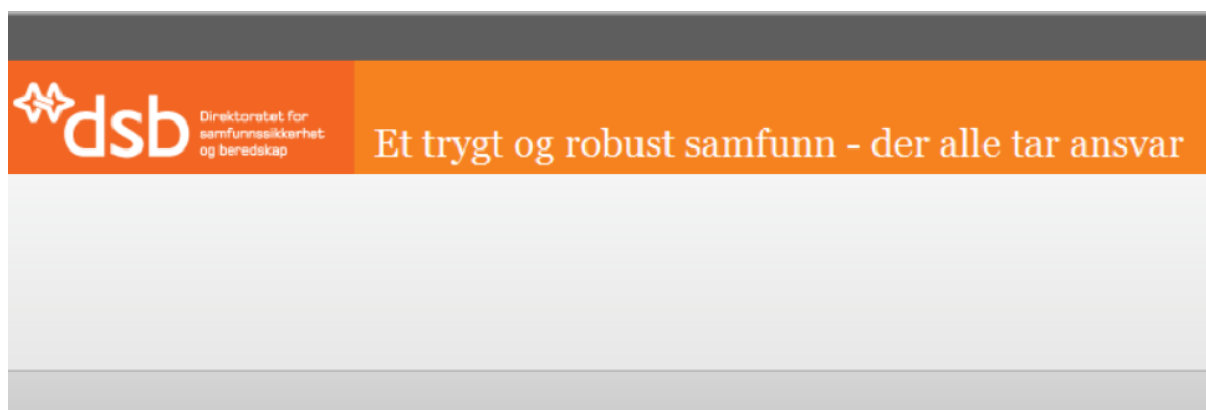 dsb
Direktoratet for
samfunnssikkerhet
og beredskap
Et trygt og robust samfunn - der alle tar ansvar